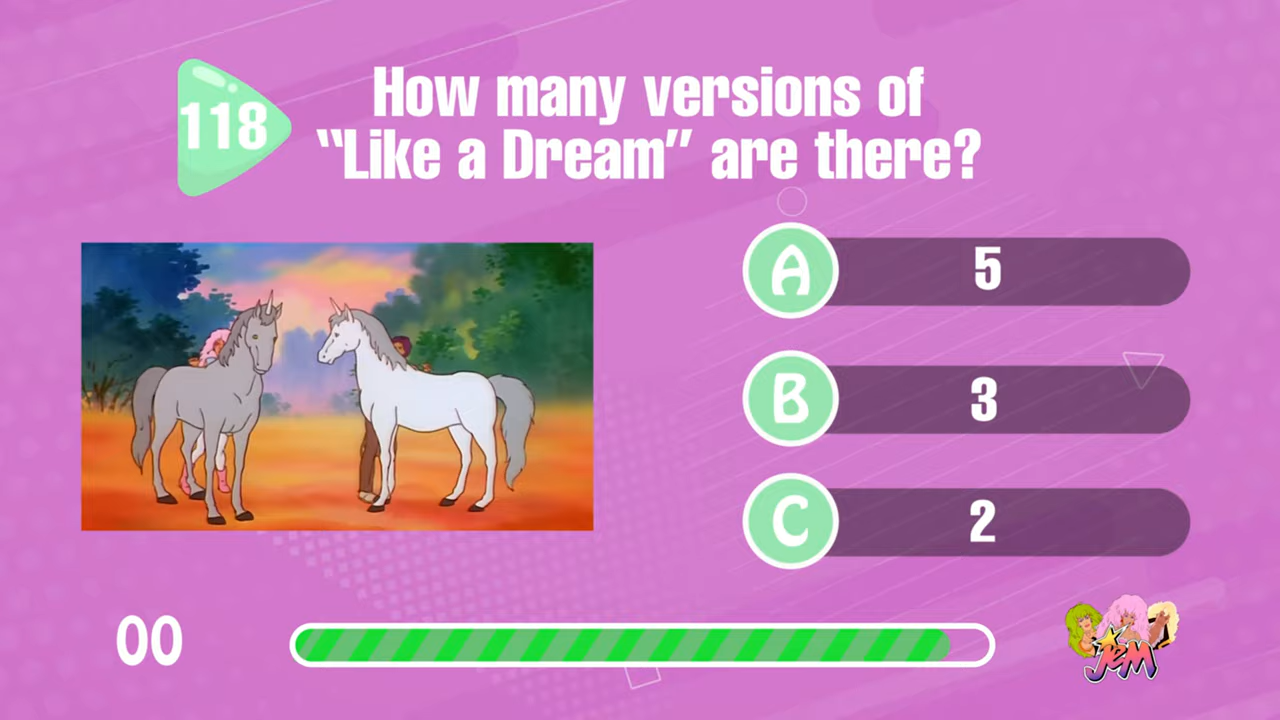 118
How many versions of
“Like a Dream” are there?
A 5
B 3
C 2
00
JEM